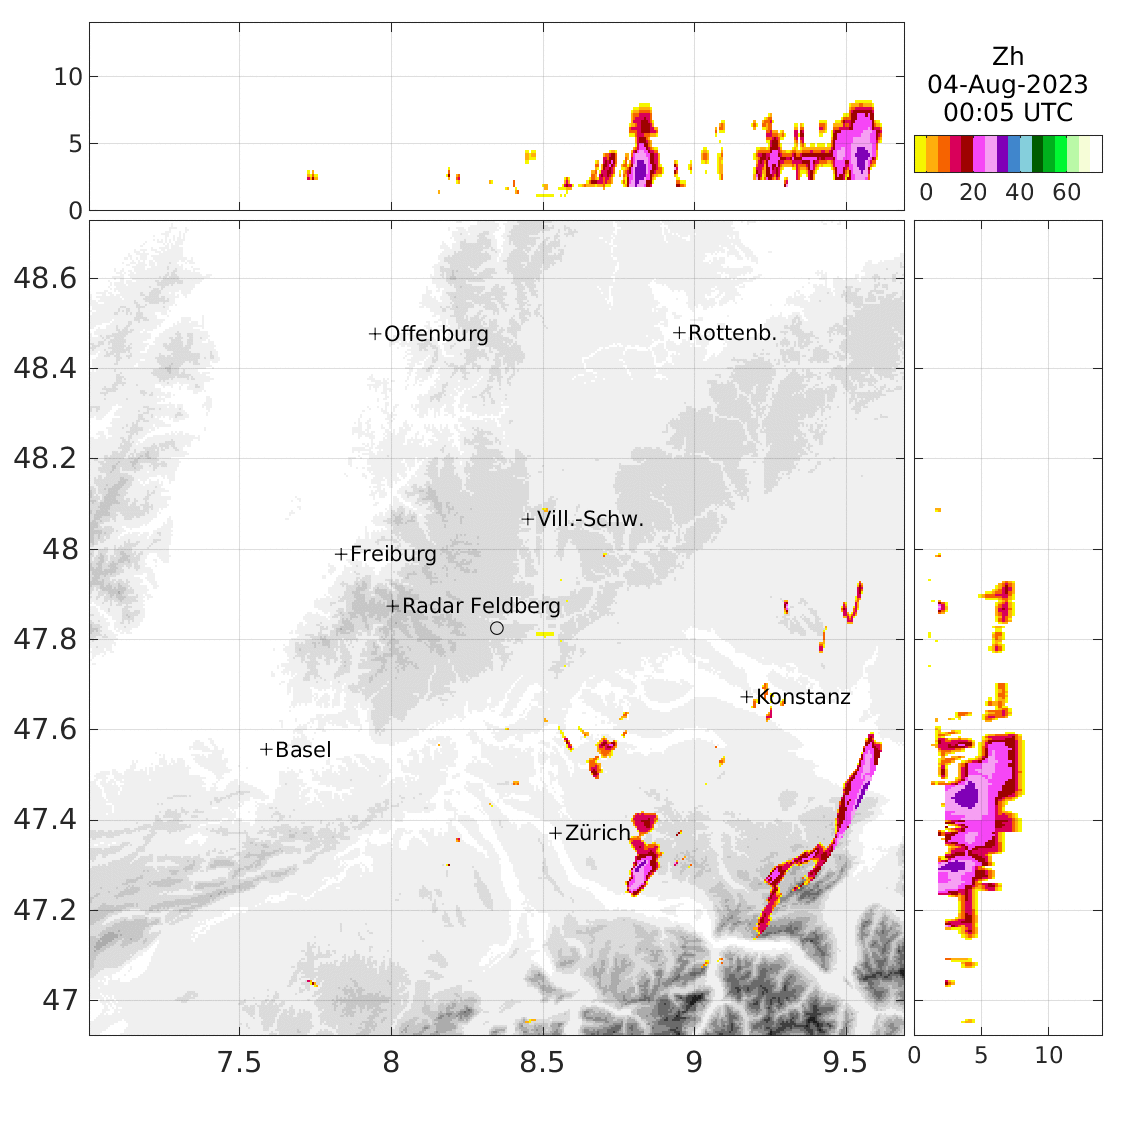 10
5
0
Zh
04-Aug-2023
00:05 UTC
0 20 40 60
48.6
48.4
48.2
48
47.8
47.6
47.4
47.2
47
+Offenburg
+Rottenb.
+Vill.-Schw.
+Freiburg
+Radar Feldberg
+Konstanz
+Basel
+Zürich
7.5 8 8.5 9 9.5
0 5 10